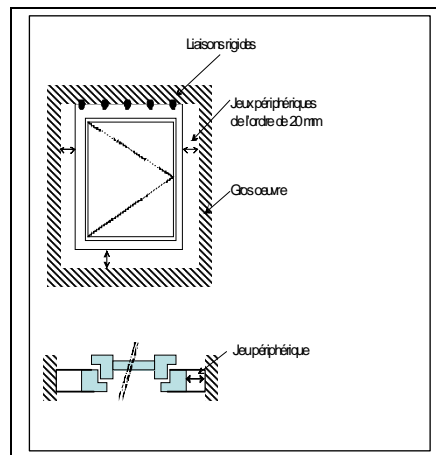 Liaisons rigides
Jeux périphériques
de l'ordre de 20 mm
Gros oeuvre
Jeu périphérique